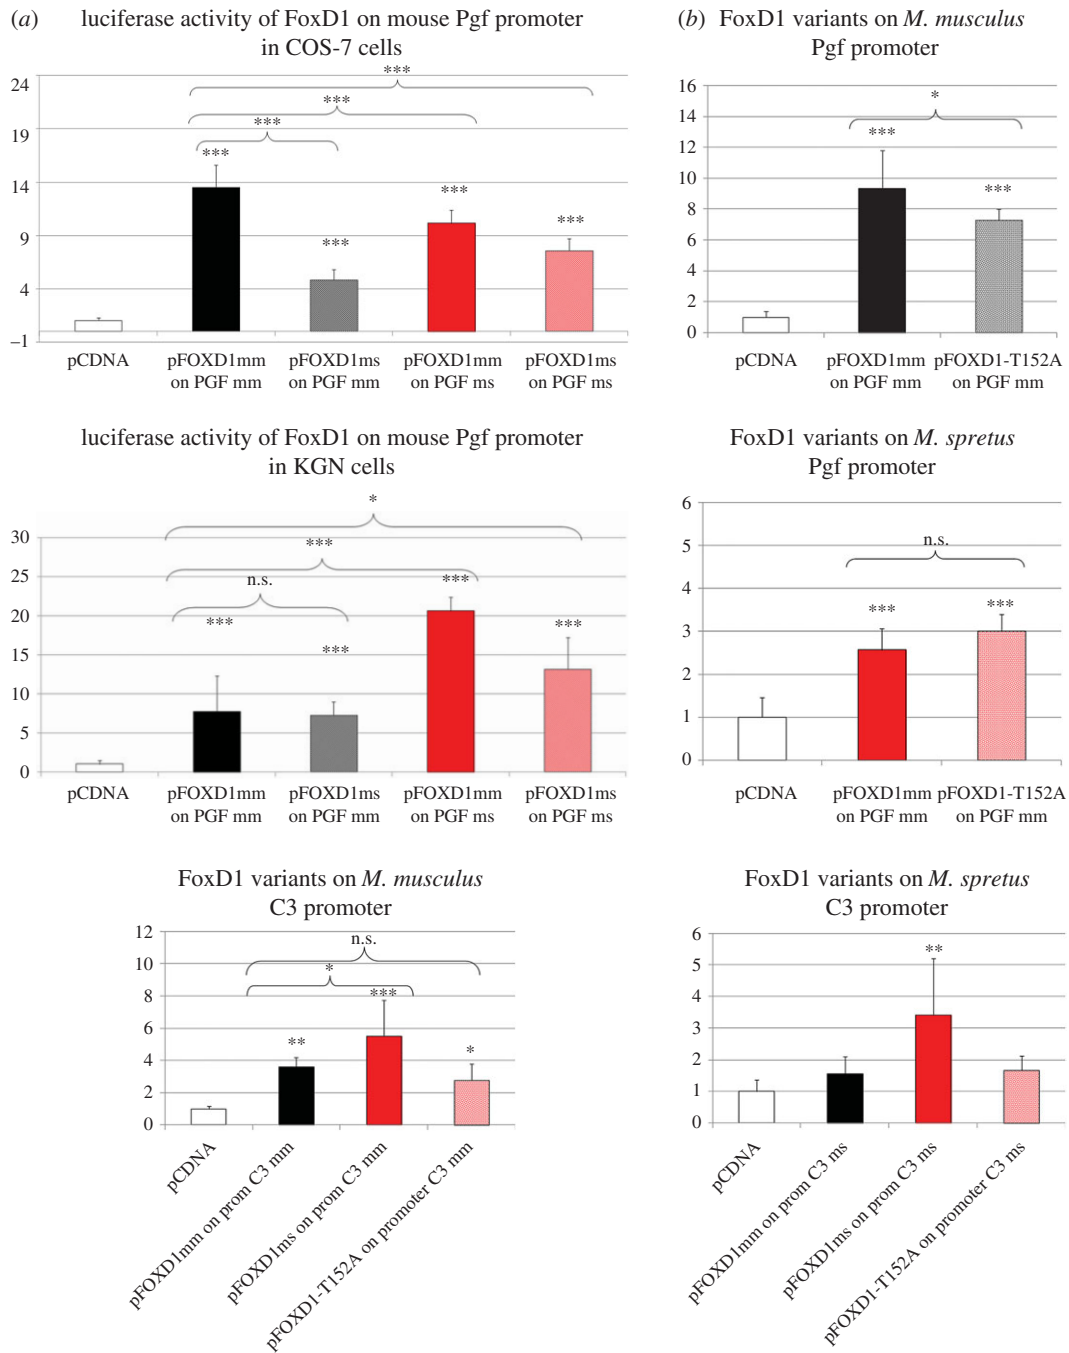 (a) luciferase activity of FoxD1 on mouse Pgf promoter
in COS-7 cells
24
19
14
9
4
–1
***
***
***
***
***
***
***
pCDNA
pFOXD1mm
on PGF mm
pFOXD1ms
on PGF mm
pFOXD1mm
on PGF ms
pFOXD1ms
on PGF ms
(b) FoxD1 variants on M. musculus
Pgf promoter
16
14
12
10
8
6
4
2
0
*
***
***
pCDNA
pFOXD1mm
on PGF mm
pFOXD1-T152A
on PGF mm
luciferase activity of FoxD1 on mouse Pgf promoter
in KGN cells
30
25
20
15
10
5
0
*
***
n.s.
***
***
***
***
pCDNA
pFOXD1mm
on PGF mm
pFOXD1ms
on PGF mm
pFOXD1mm
on PGF ms
pFOXD1ms
on PGF ms
FoxD1 variants on M. spretus
Pgf promoter
6
5
4
3
2
1
0
n.s.
***
***
pCDNA
pFOXD1mm
on PGF mm
pFOXD1-T152A
on PGF mm
FoxD1 variants on M. musculus
C3 promoter
12
10
8
6
4
2
0
n.s.
*
***
**
*
pCDNA
pFOXD1mm on prom C3 mm
pFOXD1ms on prom C3 mm
pFOXD1-T152A on promoter C3 mm
FoxD1 variants on M. spretus
C3 promoter
6
5
4
3
2
1
0
**
pCDNA
pFOXD1mm on prom C3 ms
pFOXD1ms on prom C3 ms
pFOXD1-T152A on promoter C3 ms